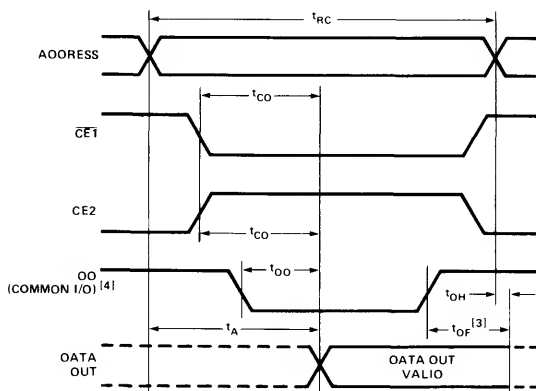 tRC
AOORESS
tCO
CE1
CE2
tCO
OO
(COMMON I/O) [4]
tOO
tOH
tA
tOF [3]
OATA
OUT
OATA OUT
VALIO